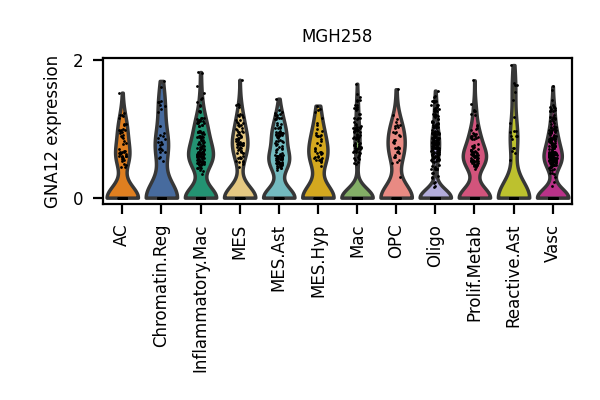 MGH258
GNA12 expression
2
0
AC
Chromatin.Reg
Inflammatory.Mac
MES
MES.Ast
MES.Hyp
Mac
OPC
Oligo
Prolif.Metab
Reactive.Ast
Vasc